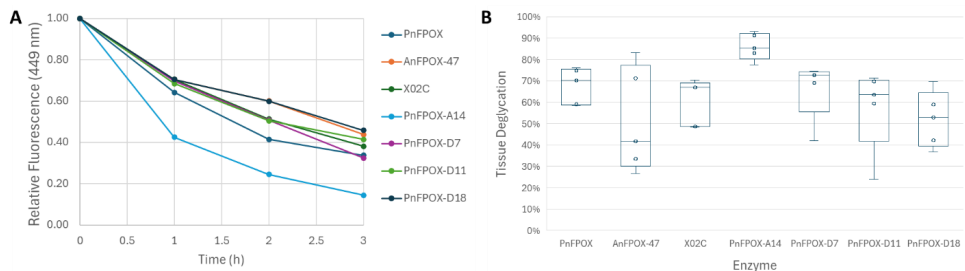 A
Relative Fluorescence (449 nm)
1.00
0.80
0.60
0.40
0.20
0.00
0 0.5 1 1.5 2 2.5 3
Time (h)
PnFPOX
AnFPOX-47
X02C
PnFPOX-A14
PnFPOX-D7
PnFPOX-D11
PnFPOX-D18
B
Tissue Deglycation
100%
90%
80%
70%
60%
50%
40%
30%
20%
10%
0%
PnFPOX AnFPOX-47 X02C PnFPOX-A14 PnFPOX-D7 PnFPOX-D11 PnFPOX-D18
Enzyme